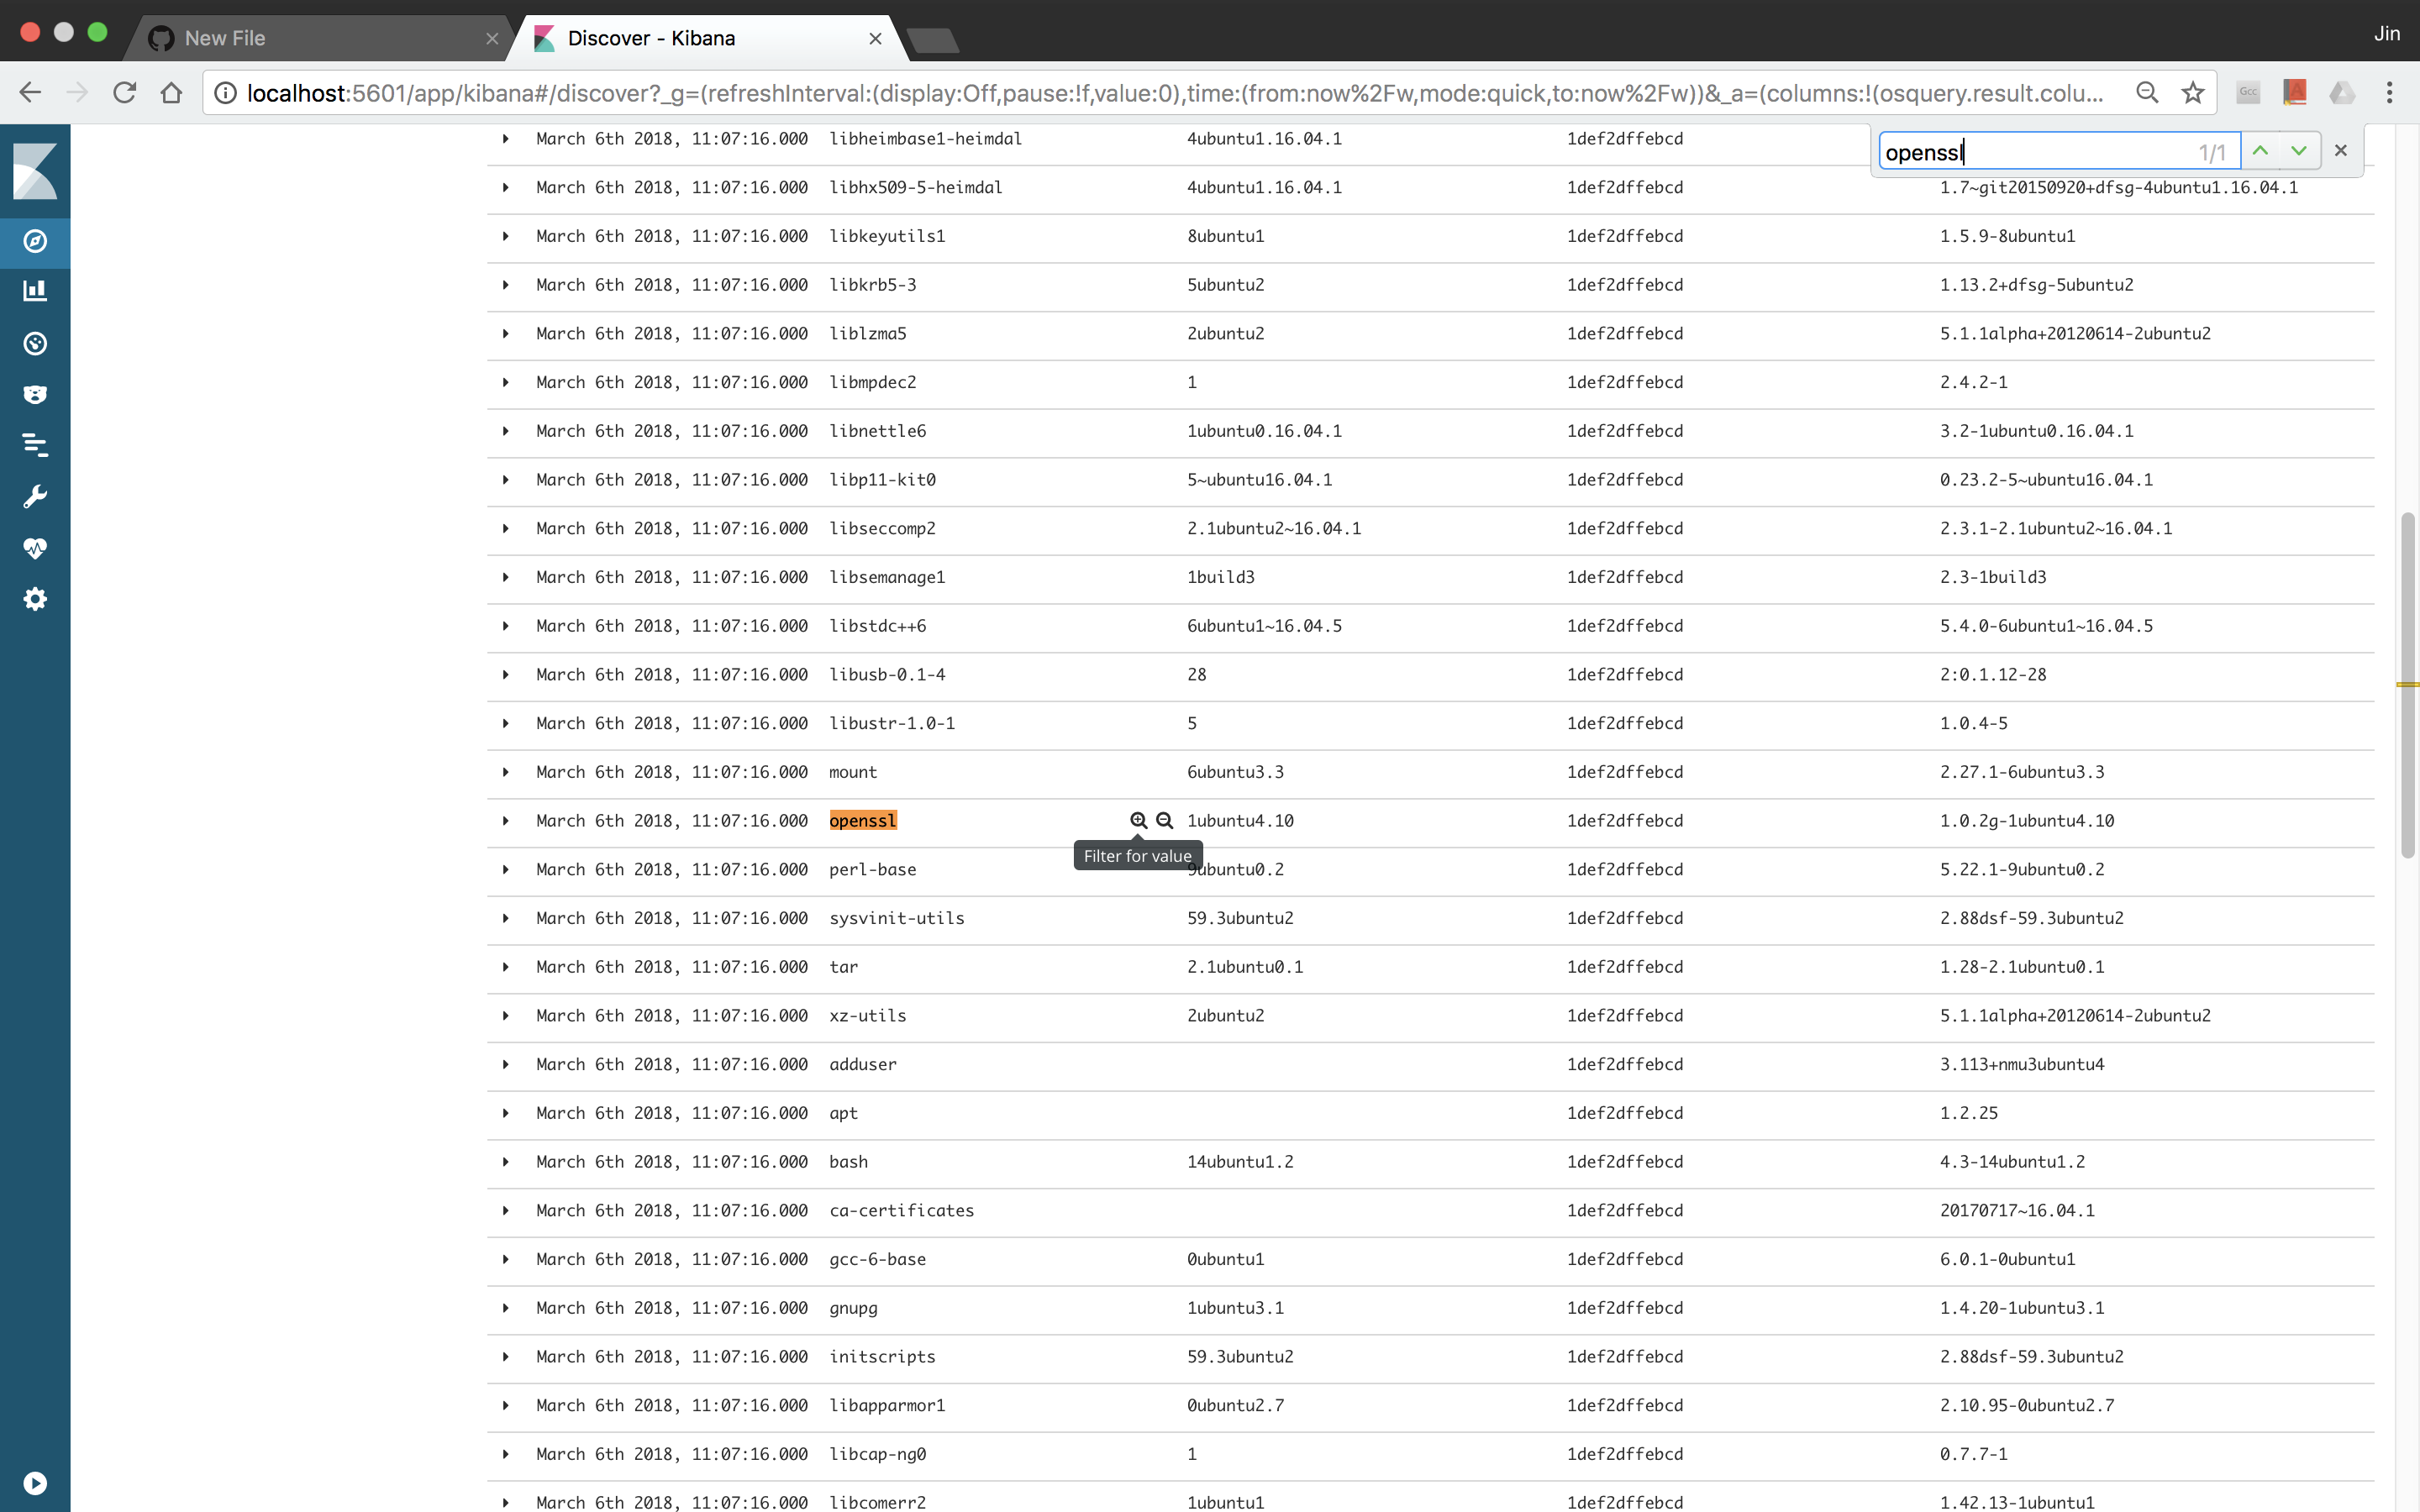 New File
Discover - Kibana
Jin
localhost:5601/app/kibana#/discover?_g=(refreshInterval:(display:Off,pause:!f,value:0),time:(from:now%2Fw,mode:quick,to:now%2Fw))&_a=(columns:!(osquery.result.colu...
Gcc
openssl 1/1
March 6th 2018, 11:07:16.000 libheimbase1-heimdal 4ubuntu1.16.04.1 1def2dffebcd
March 6th 2018, 11:07:16.000 libhx509-5-heimdal 4ubuntu1.16.04.1 1def2dffebcd 1.7~git20150920+dfsg-4ubuntu1.16.04.1
March 6th 2018, 11:07:16.000 libkeyutils1 8ubuntu1 1def2dffebcd 1.5.9-8ubuntu1
March 6th 2018, 11:07:16.000 libkrb5-3 5ubuntu2 1def2dffebcd 1.13.2+dfsg-5ubuntu2
March 6th 2018, 11:07:16.000 liblzma5 2ubuntu2 1def2dffebcd 5.1.1alpha+20120614-2ubuntu2
March 6th 2018, 11:07:16.000 libmpdec2 1 1def2dffebcd 2.4.2-1
March 6th 2018, 11:07:16.000 libnettle6 1ubuntu0.16.04.1 1def2dffebcd 3.2-1ubuntu0.16.04.1
March 6th 2018, 11:07:16.000 libp11-kit0 5~ubuntu16.04.1 1def2dffebcd 0.23.2-5~ubuntu16.04.1
March 6th 2018, 11:07:16.000 libseccomp2 2.1ubuntu2~16.04.1 1def2dffebcd 2.3.1-2.1ubuntu2~16.04.1
March 6th 2018, 11:07:16.000 libsemanage1 1build3 1def2dffebcd 2.3-1build3
March 6th 2018, 11:07:16.000 libstdc++6 6ubuntu1~16.04.5 1def2dffebcd 5.4.0-6ubuntu1~16.04.5
March 6th 2018, 11:07:16.000 libusb-0.1-4 28 1def2dffebcd 2:0.1.12-28
March 6th 2018, 11:07:16.000 libustr-1.0-1 5 1def2dffebcd 1.0.4-5
March 6th 2018, 11:07:16.000 mount 6ubuntu3.3 1def2dffebcd 2.27.1-6ubuntu3.3
March 6th 2018, 11:07:16.000 openssl 1ubuntu4.10 1def2dffebcd 1.0.2g-1ubuntu4.10
Filter for value
March 6th 2018, 11:07:16.000 perl-base 9ubuntu0.2 1def2dffebcd 5.22.1-9ubuntu0.2
March 6th 2018, 11:07:16.000 sysvinit-utils 59.3ubuntu2 1def2dffebcd 2.88dsf-59.3ubuntu2
March 6th 2018, 11:07:16.000 tar 2.1ubuntu0.1 1def2dffebcd 1.28-2.1ubuntu0.1
March 6th 2018, 11:07:16.000 xz-utils 2ubuntu2 1def2dffebcd 5.1.1alpha+20120614-2ubuntu2
March 6th 2018, 11:07:16.000 adduser 1def2dffebcd 3.113+nmu3ubuntu4
March 6th 2018, 11:07:16.000 apt 1def2dffebcd 1.2.25
March 6th 2018, 11:07:16.000 bash 14ubuntu1.2 1def2dffebcd 4.3-14ubuntu1.2
March 6th 2018, 11:07:16.000 ca-certificates 1def2dffebcd 20170717~16.04.1
March 6th 2018, 11:07:16.000 gcc-6-base 0ubuntu1 1def2dffebcd 6.0.1-0ubuntu1
March 6th 2018, 11:07:16.000 gnupg 1ubuntu3.1 1def2dffebcd 1.4.20-1ubuntu3.1
March 6th 2018, 11:07:16.000 initscripts 59.3ubuntu2 1def2dffebcd 2.88dsf-59.3ubuntu2
March 6th 2018, 11:07:16.000 libapparmor1 0ubuntu2.7 1def2dffebcd 2.10.95-0ubuntu2.7
March 6th 2018, 11:07:16.000 libcap-ng0 1 1def2dffebcd 0.7.7-1
March 6th 2018, 11:07:16.000 libcomerr2 1ubuntu1 1def2dffebcd 1.42.13-1ubuntu1